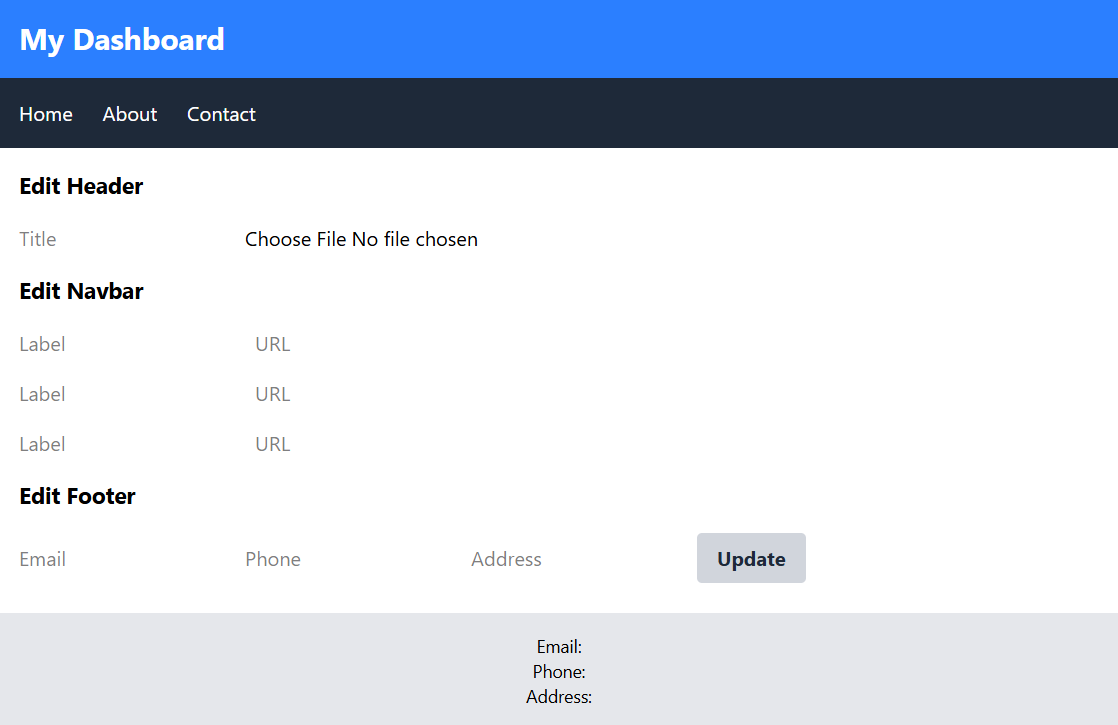 My Dashboard
Home About Contact
Edit Header
Title Choose File No file chosen
Edit Navbar
Label URL
Label URL
Label URL
Edit Footer
Email Phone Address Update
Email:
Phone:
Address: